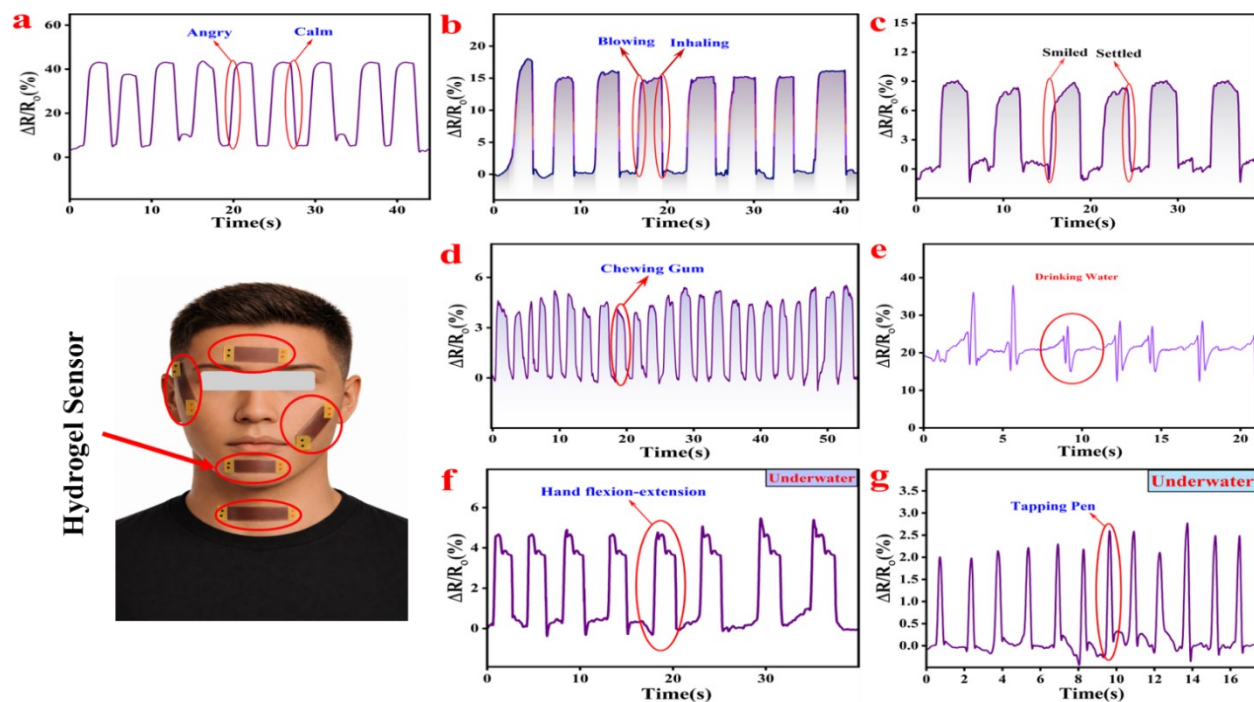 a
Angry
Calm
ΔR/R₀(%)
60
40
20
0
0
10
20
30
40
Time(s)
b
Blowing
Inhaling
ΔR/R₀(%)
20
15
10
5
0
0
10
20
30
40
Time(s)
c
Smiled
Settled
ΔR/R₀(%)
15
12
9
6
3
0
0
10
20
30
Time(s)
Hydrogel Sensor
d
Chewing Gum
ΔR/R₀(%)
6
3
0
0
10
20
30
40
50
Time(s)
e
Drinking Water
ΔR/R₀(%)
40
30
20
10
0
0
5
10
15
20
Time(s)
f
Underwater
Hand flexion-extension
ΔR/R₀(%)
6
4
2
0
0
10
20
30
Time(s)
g
Underwater
Tapping Pen
ΔR/R₀(%)
3.5
3.0
2.5
2.0
1.5
0.5
0.0
0
2
4
6
8
10
12
14
16
Time(s)